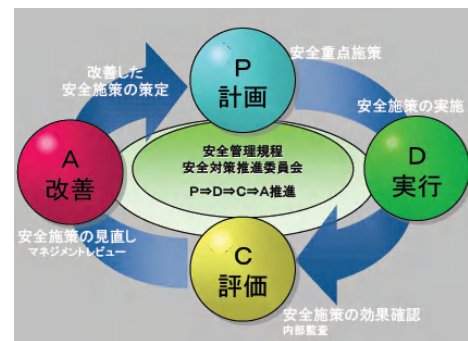 P
計画
安全重点施策
改善した
安全施策の策定
安全施策の実施
安全管理規程
安全対策推進委員会
P⇒D⇒C⇒A推進
A
改善
D
実行
安全施策の見直し
マネジメントレビュー
C
評価
安全施策の効果確認
内部監査